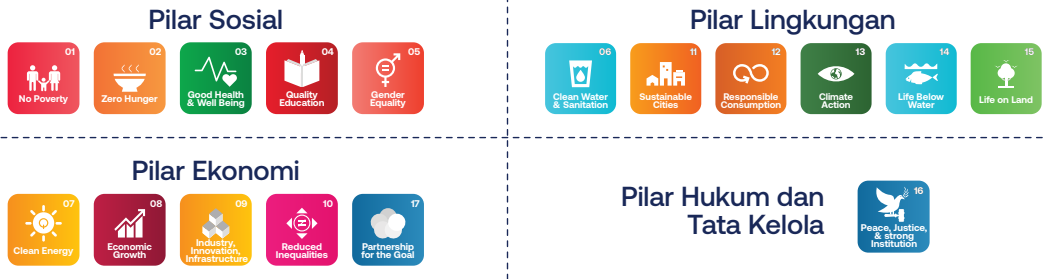 Pilar Sosial
01
No Poverty
02
Zero Hunger
03
Good Health
& Well Being
04
Quality
Education
05
Gender
Equality
Pilar Lingkungan
06
Clean Water
& Sanitation
11
Sustainable
Cities
12
Responsible
Consumption
13
Climate
Action
14
Life Below
Water
15
Life on Land
Pilar Ekonomi
07
Clean Energy
08
Economic
Growth
09
Industry,
Innovation,
Infrastructure
10
Reduced
Inequalities
17
Partnership
for the Goal
Pilar Hukum dan
Tata Kelola
16
Peace, Justice,
& strong
Institution